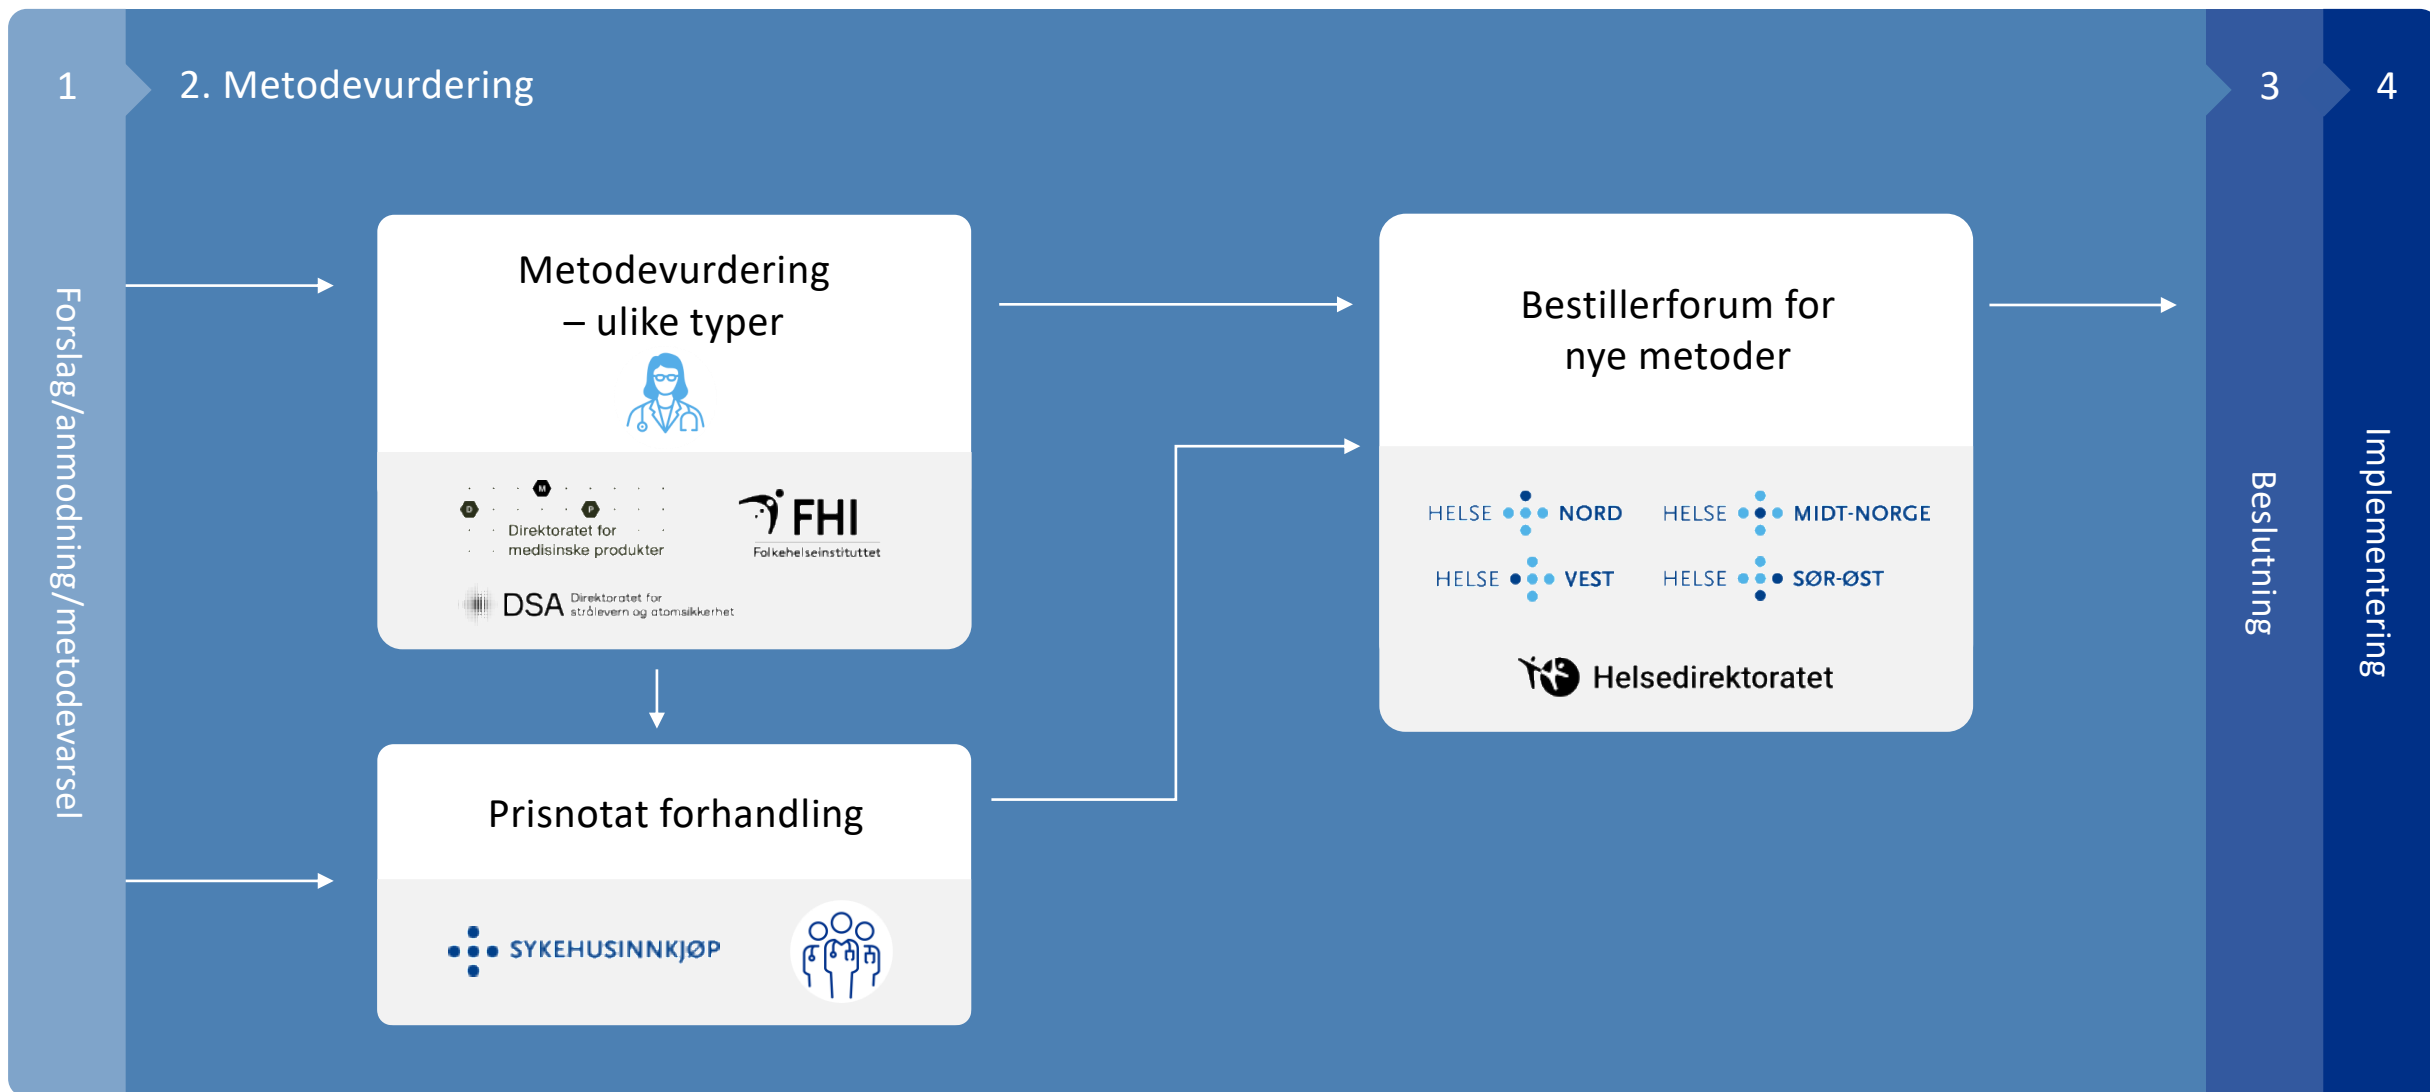 1
Forslag/anmodning/metodevarsel
2. Metodevurdering
Metodevurdering
– ulike typer
D M P
Direktoratet for
medisinske produkter
FHI
Folkehelseinstituttet
DSA Direktoratet for
strålevern og atomsikkerhet
Prisnotat forhandling
SYKEHUSINNKJØP
Bestillerforum for
nye metoder
HELSE NORD
HELSE MIDT-NORGE
HELSE VEST
HELSE SØR-ØST
Helsedirektoratet
3
Beslutning
4
Implementering